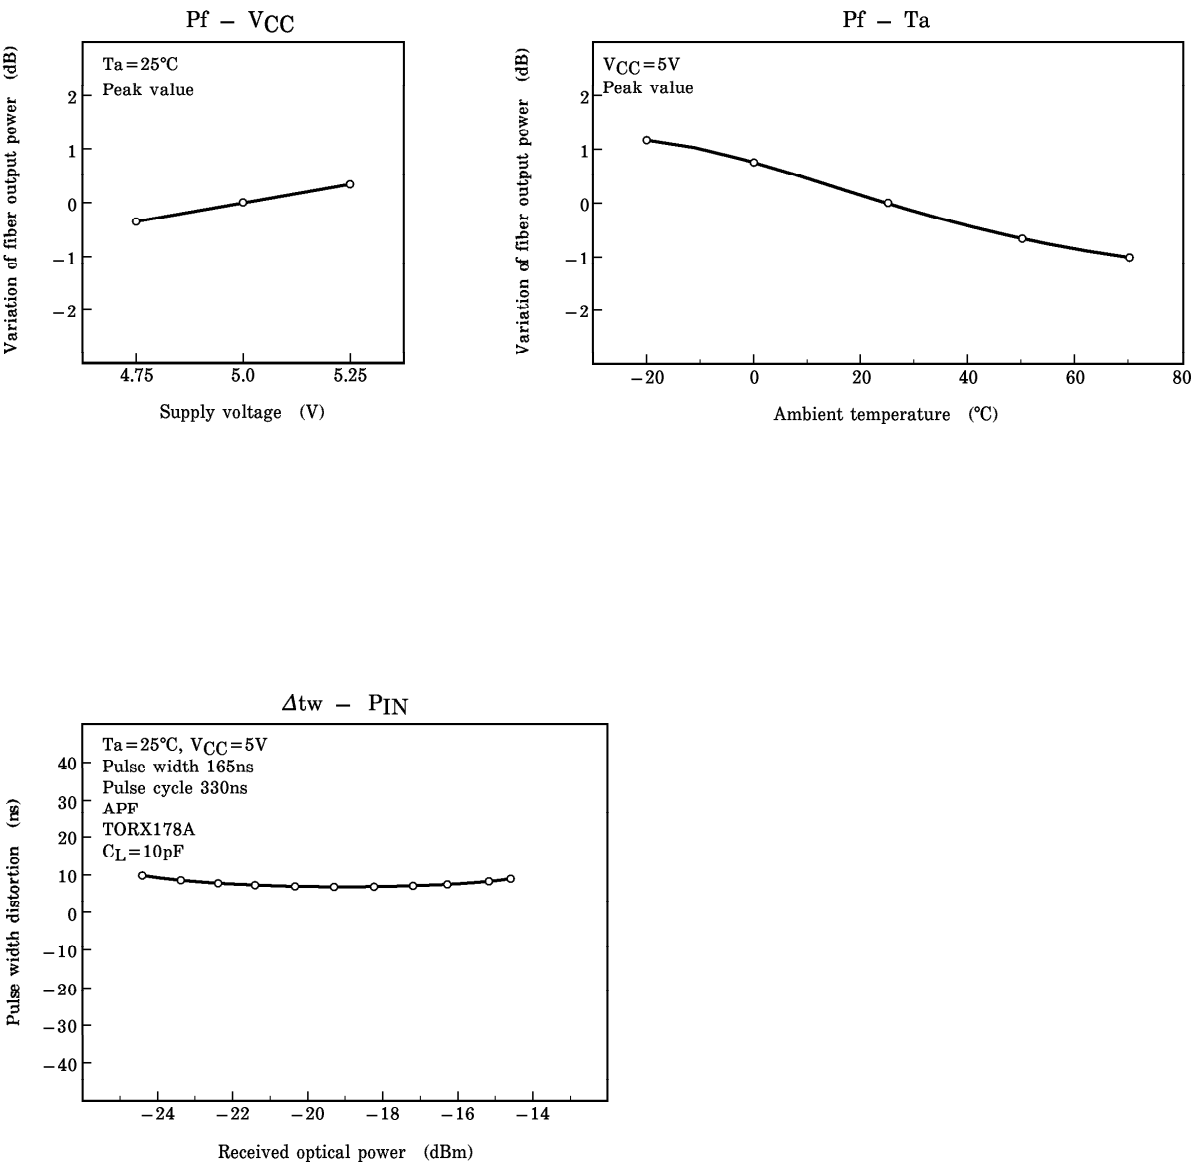 Pf – VCC
Variation of fiber output power (dB)
Ta=25℃
Peak value
2
1
0
−1
−2
4.75 5.0 5.25
Supply voltage (V)
Pf – Ta
Variation of fiber output power (dB)
VCC=5V
Peak value
2
1
0
−1
−2
−20 0 20 40 60 80
Ambient temperature (℃)
Δtw – PIN
Pulse width distortion (ns)
Ta=25℃, VCC=5V
Pulse width 165ns
Pulse cycle 330ns
APF
TORX178A
CL=10pF
40
30
20
10
0
−10
−20
−30
−40
−24 −22 −20 −18 −16 −14
Received optical power (dBm)